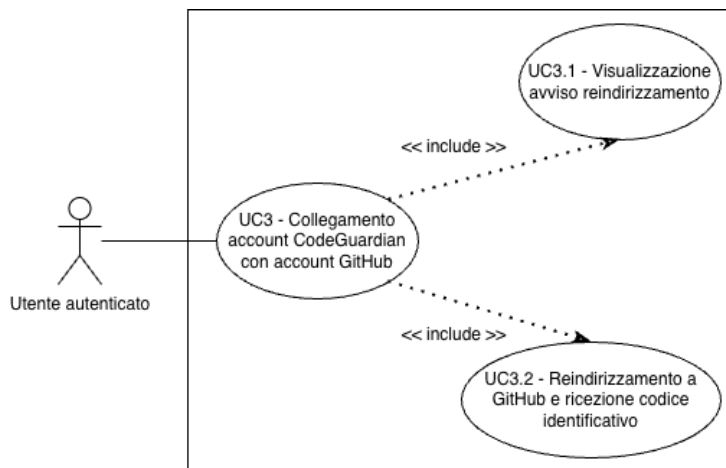 UC3.1 - Visualizzazione
avviso reindirizzamento
<< include >>
UC3 - Collegamento
account CodeGuardian
con account GitHub
Utente autenticato
<< include >>
UC3.2 - Reindirizzamento a
GitHub e ricezione codice
identificativo